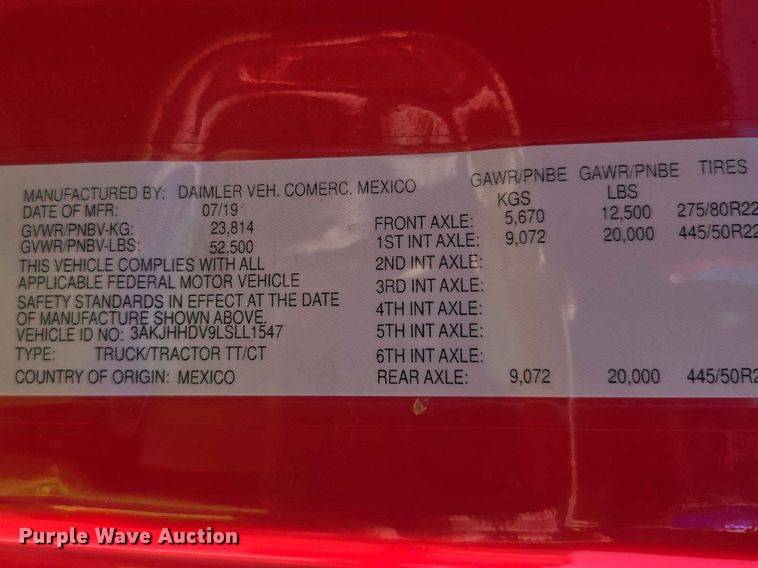 MANUFACTURED BY: DAIMLER VEH. COMERC. MEXICO
DATE OF MFR: 07/19
GVWR/PNBV-KG: 23,814
GVWR/PNBV-LBS: 52,500
THIS VEHICLE COMPLIES WITH ALL
APPLICABLE FEDERAL MOTOR VEHICLE
SAFETY STANDARDS IN EFFECT AT THE DATE
OF MANUFACTURE SHOWN ABOVE.
VEHICLE ID NO: 3AKJHHDV9LSLL1547
TYPE: TRUCK/TRACTOR TT/CT
COUNTRY OF ORIGIN: MEXICO
GAWR/PNBE GAWR/PNBE TIRES
KGS LBS
FRONT AXLE: 5,670 12,500 275/80R22
1ST INT AXLE: 9,072 20,000 445/50R22
2ND INT AXLE:
3RD INT AXLE:
4TH INT AXLE:
5TH INT AXLE:
6TH INT AXLE:
REAR AXLE: 9,072 20,000 445/50R2
Purple Wave Auction